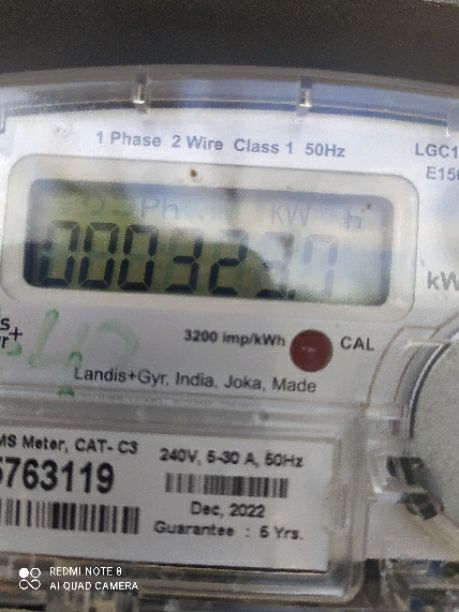 1 Phase 2 Wire Class 1 50Hz
LGC1
E150
kW h
000323.7
kW
3200 imp/kWh
CAL
Landis+Gyr, India, Joka, Made
MS Meter, CAT- C3
5763119
240V, 5-30 A, 50Hz
Dec, 2022
Guarantee : 5 Yrs.
REDMI NOTE 8
AI QUAD CAMERA